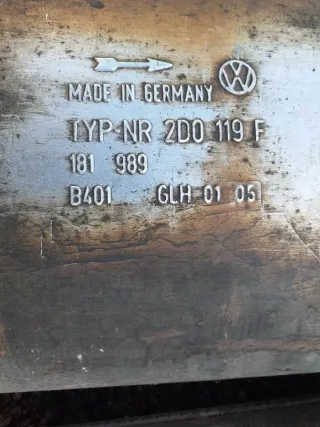 MADE IN GERMANY
TYP-NR 2D0 119 F
181 989
B401 GLH 01 05